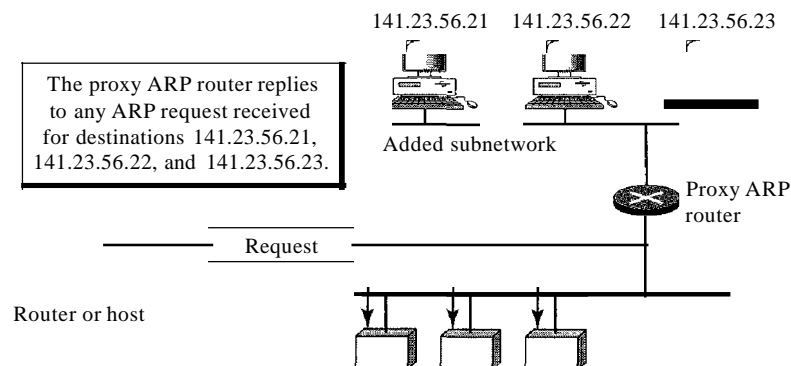 141.23.56.21 141.23.56.22 141.23.56.23
The proxy ARP router replies
to any ARP request received
for destinations 141.23.56.21,
141.23.56.22, and 141.23.56.23.
Added subnetwork
Proxy ARP
router
Request
Router or host